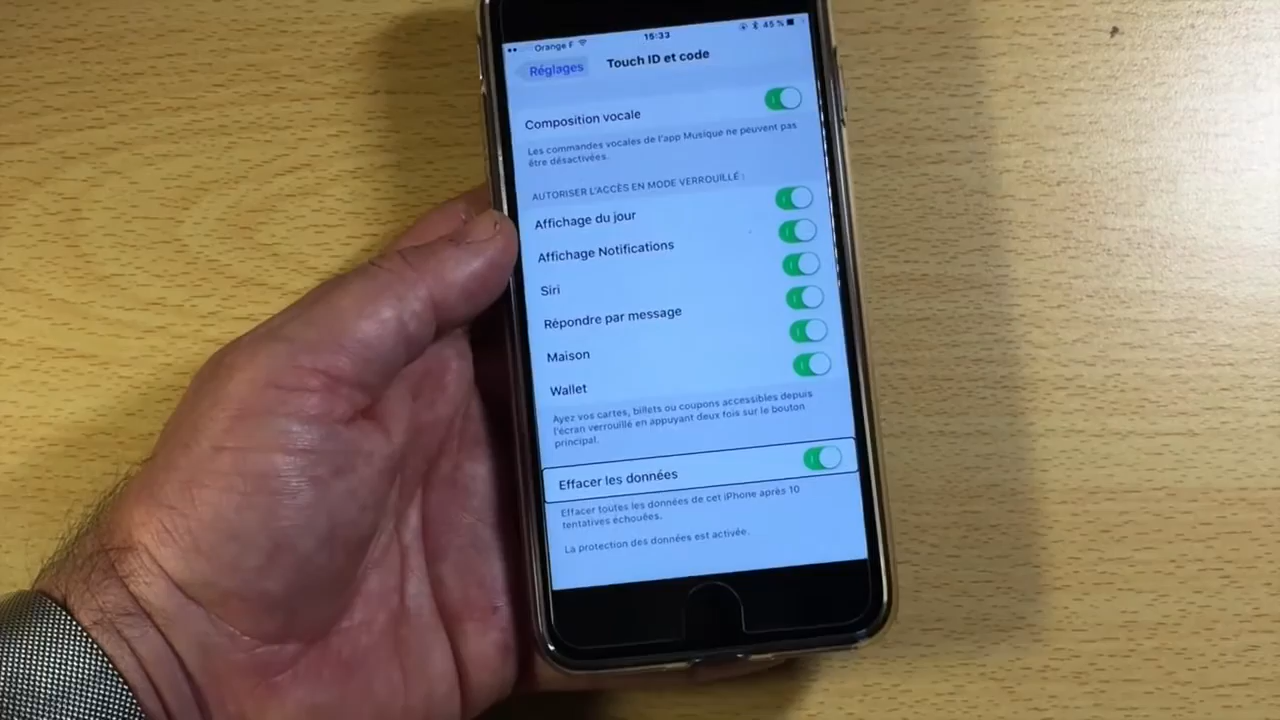 Orange F 15:33 45 %
Réglages Touch ID et code
Composition vocale
Les commandes vocales de l'app Musique ne peuvent pas
être désactivées.
AUTORISER L'ACCÈS EN MODE VERROUILLÉ :
Affichage du jour
Affichage Notifications
Siri
Répondre par message
Maison
Wallet
Ayez vos cartes, billets ou coupons accessibles depuis
l'écran verrouillé en appuyant deux fois sur le bouton
principal.
Effacer les données
Effacer toutes les données de cet iPhone après 10
tentatives échouées.
La protection des données est activée.